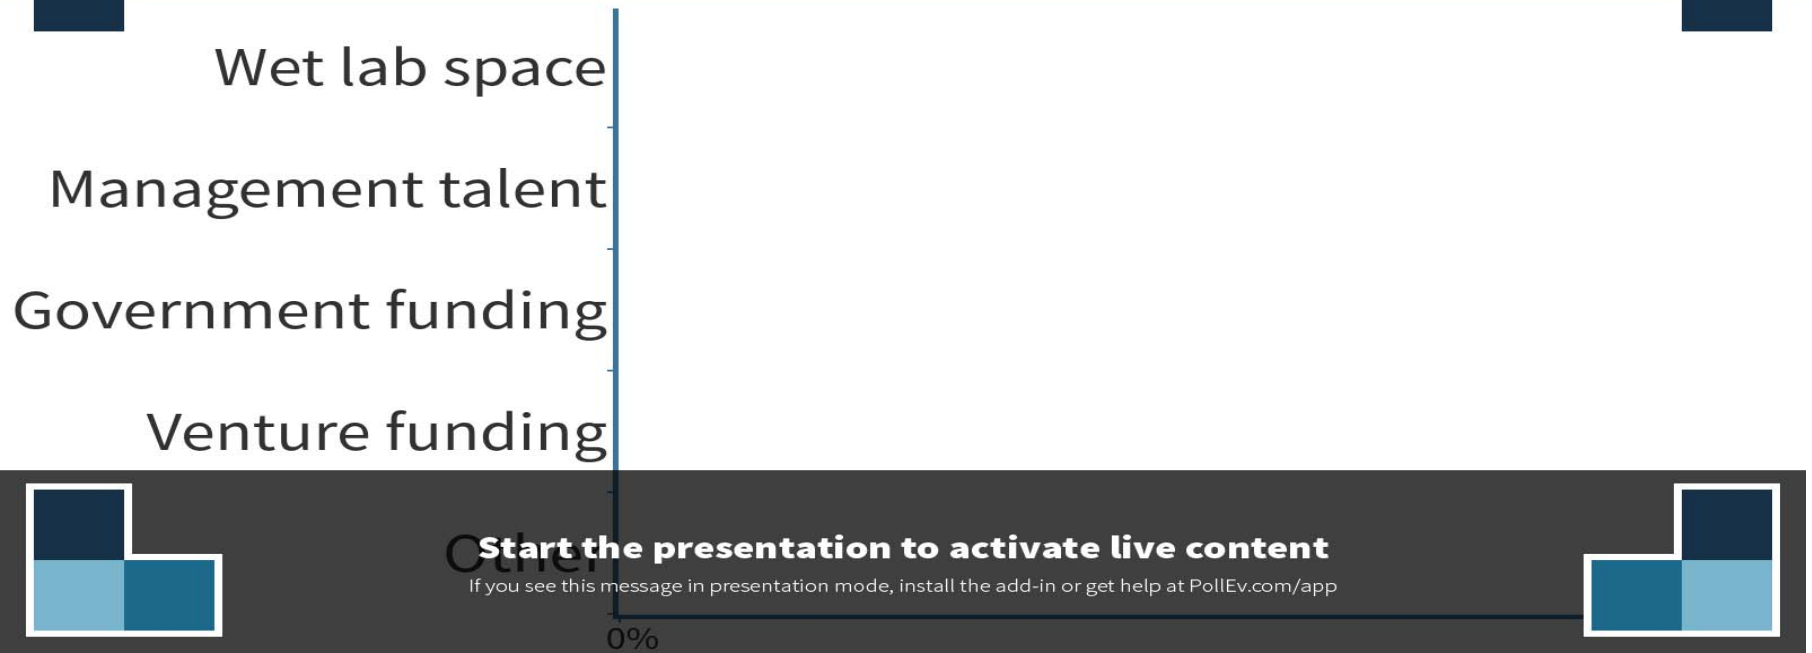 Wet lab space
Management talent
Government funding
Venture funding
Other
Start the presentation to activate live content
If you see this message in presentation mode, install the add-in or get help at PollEv.com/app
0%